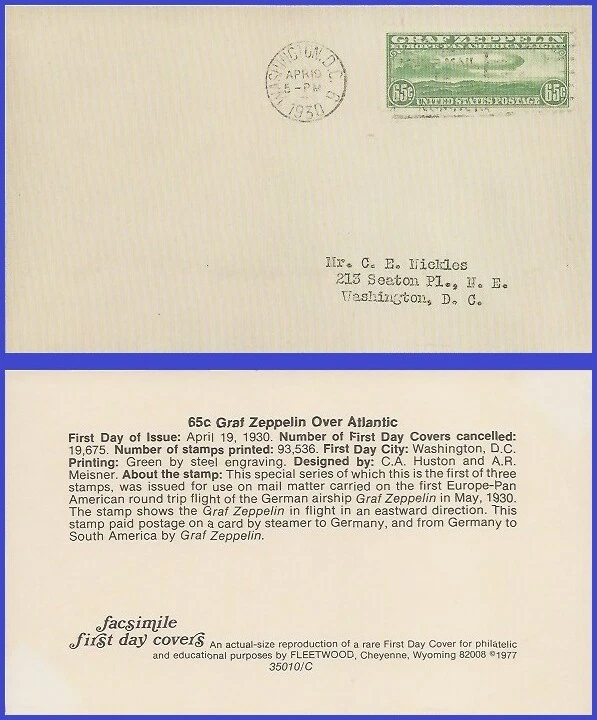 GRAF ZEPPELIN
EUROPE-PAN AMERICA FLIGHT
65c 65c
UNITED STATES POSTAGE
WASHINGTON, D.C.
APR 19
5-PM
1930
Mr. C. E. Nickles
213 Seaton Pl., N. E.
Washington, D. C.
65c Graf Zeppelin Over Atlantic
First Day of Issue: April 19, 1930. Number of First Day Covers cancelled:
19,675. Number of stamps printed: 93,536. First Day City: Washington, D.C.
Printing: Green by steel engraving. Designed by: C.A. Huston and A.R.
Meisner. About the stamp: This special series of which this is the first of three
stamps, was issued for use on mail matter carried on the first Europe-Pan
American round trip flight of the German airship Graf Zeppelin in May, 1930.
The stamp shows the Graf Zeppelin in flight in an eastward direction. This
stamp paid postage on a card by steamer to Germany, and from Germany to
South America by Graf Zeppelin.
facsimile
first day covers
An actual-size reproduction of a rare First Day Cover for philatelic
and educational purposes by FLEETWOOD, Cheyenne, Wyoming 82008 ©1977
35010/C